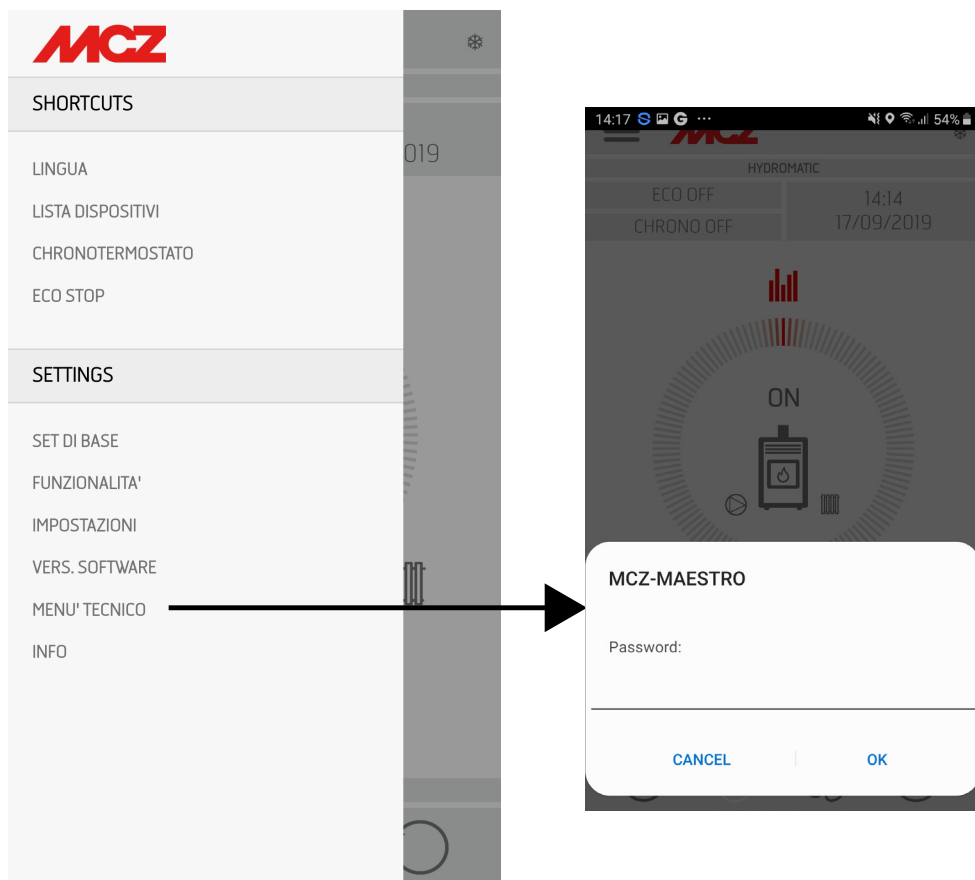 MCZ
SHORTCUTS
LINGUA
LISTA DISPOSITIVI
CHRONOTERMOSTATO
ECO STOP
SETTINGS
SET DI BASE
FUNZIONALITA'
IMPOSTAZIONI
VERS. SOFTWARE
MENU' TECNICO
INFO
019
14:17 S G ... 54%
MCZ
HYDROMATIC
ECO OFF
CHRONO OFF
14:14
17/09/2019
ON
MCZ-MAESTRO
Password:
CANCEL
OK